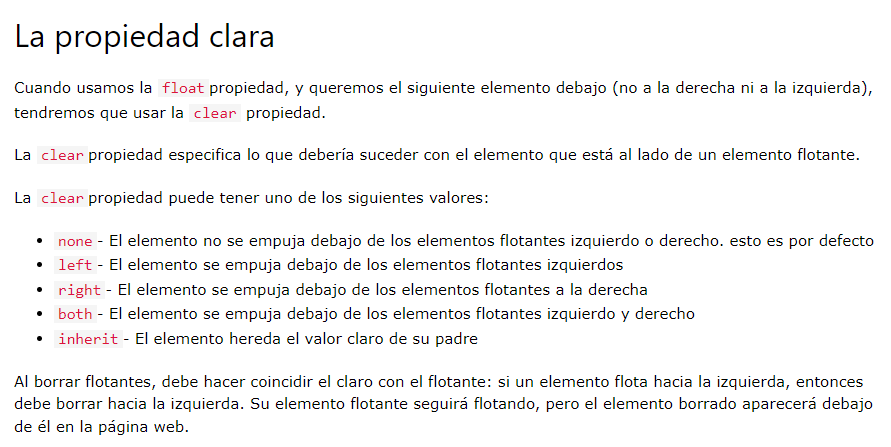 La propiedad clara
Cuando usamos la float propiedad, y queremos el siguiente elemento debajo (no a la derecha ni a la izquierda),
tendremos que usar la clear propiedad.
La clear propiedad especifica lo que debería suceder con el elemento que está al lado de un elemento flotante.
La clear propiedad puede tener uno de los siguientes valores:
• none - El elemento no se empuja debajo de los elementos flotantes izquierdo o derecho. esto es por defecto
• left - El elemento se empuja debajo de los elementos flotantes izquierdos
• right - El elemento se empuja debajo de los elementos flotantes a la derecha
• both - El elemento se empuja debajo de los elementos flotantes izquierdo y derecho
• inherit - El elemento hereda el valor claro de su padre
Al borrar flotantes, debe hacer coincidir el claro con el flotante: si un elemento flota hacia la izquierda, entonces
debe borrar hacia la izquierda. Su elemento flotante seguirá flotando, pero el elemento borrado aparecerá debajo
de él en la página web.